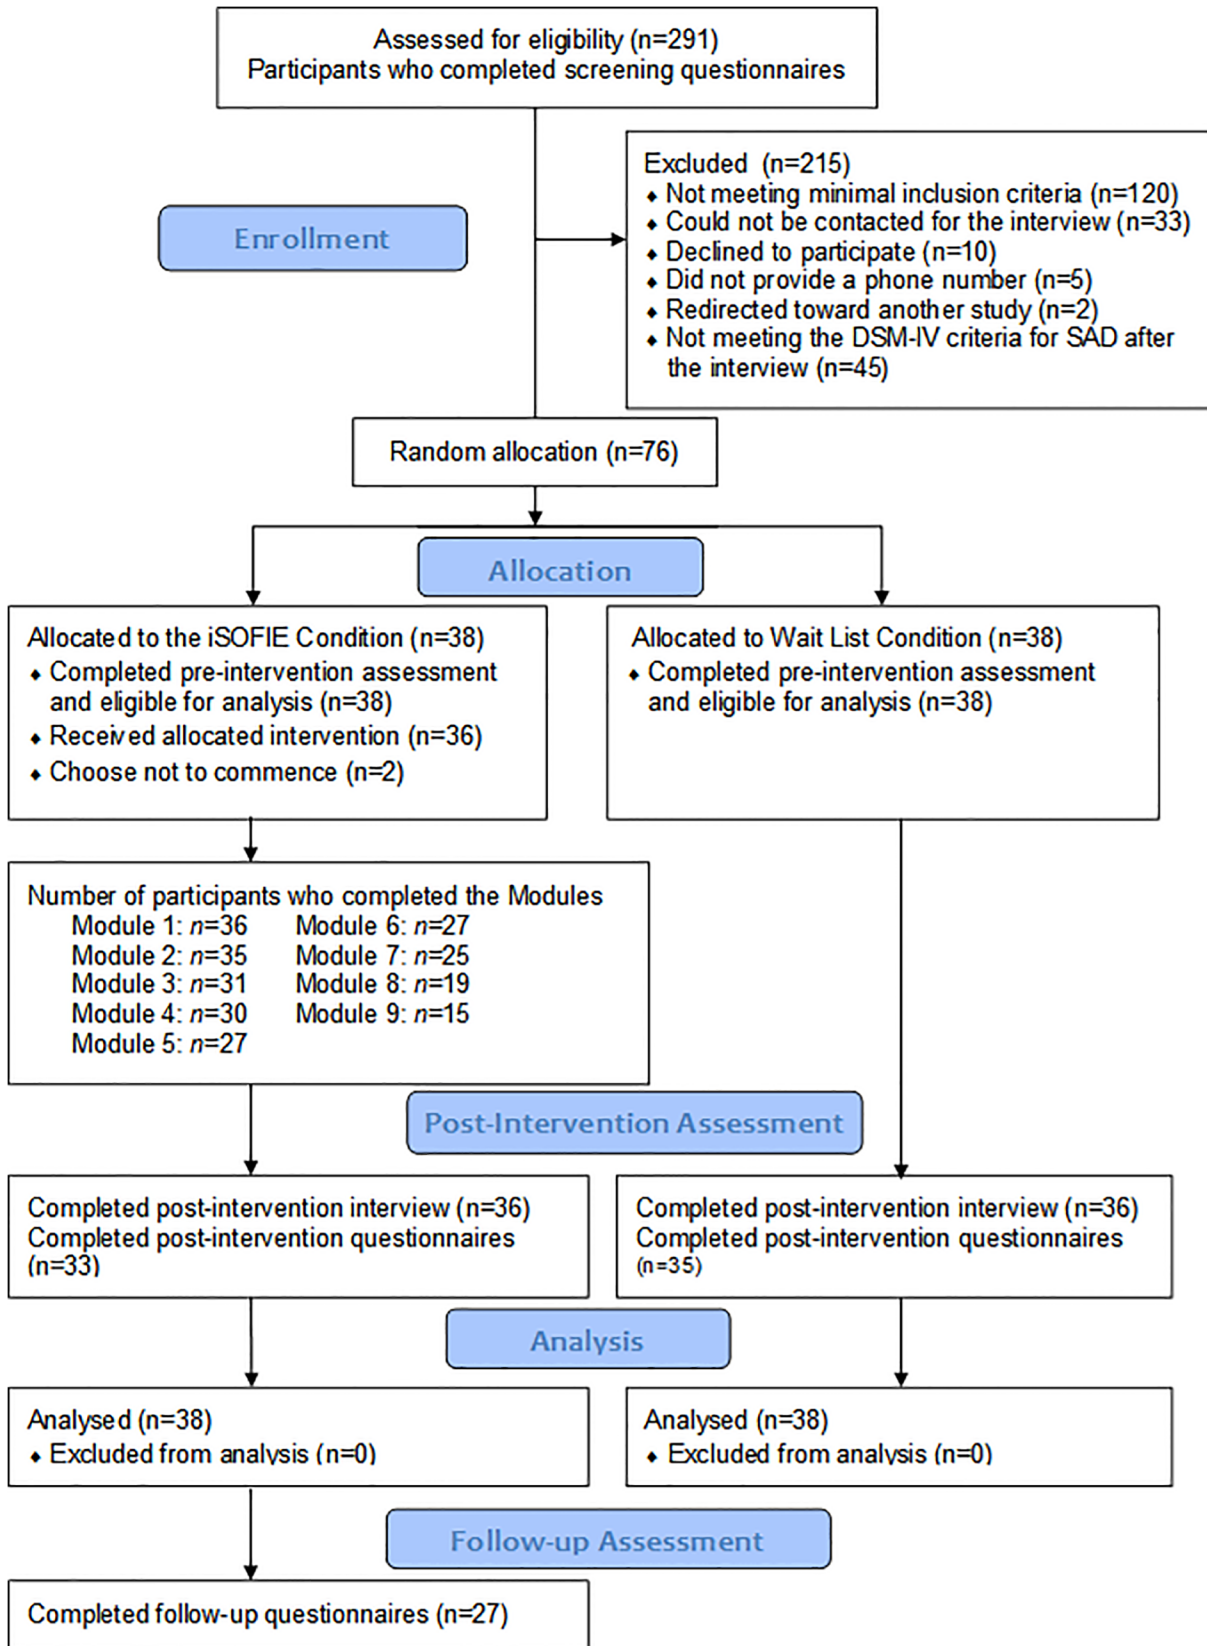 Assessed for eligibility (n=291)
Participants who completed screening questionnaires
Excluded (n=215)
⬥ Not meeting minimal inclusion criteria (n=120)
⬥ Could not be contacted for the interview (n=33)
⬥ Declined to participate (n=10)
⬥ Did not provide a phone number (n=5)
⬥ Redirected toward another study (n=2)
⬥ Not meeting the DSM-IV criteria for SAD after
the interview (n=45)
Enrollment
Random allocation (n=76)
Allocation
Allocated to the iSOFIE Condition (n=38)
⬥ Completed pre-intervention assessment
and eligible for analysis (n=38)
⬥ Received allocated intervention (n=36)
⬥ Choose not to commence (n=2)
Allocated to Wait List Condition (n=38)
⬥ Completed pre-intervention assessment
and eligible for analysis (n=38)
Number of participants who completed the Modules
Module 1: n=36 Module 6: n=27
Module 2: n=35 Module 7: n=25
Module 3: n=31 Module 8: n=19
Module 4: n=30 Module 9: n=15
Module 5: n=27
Post-Intervention Assessment
Completed post-intervention interview (n=36)
Completed post-intervention questionnaires
(n=33)
Completed post-intervention interview (n=36)
Completed post-intervention questionnaires
(n=35)
Analysis
Analysed (n=38)
⬥ Excluded from analysis (n=0)
Analysed (n=38)
⬥ Excluded from analysis (n=0)
Follow-up Assessment
Completed follow-up questionnaires (n=27)